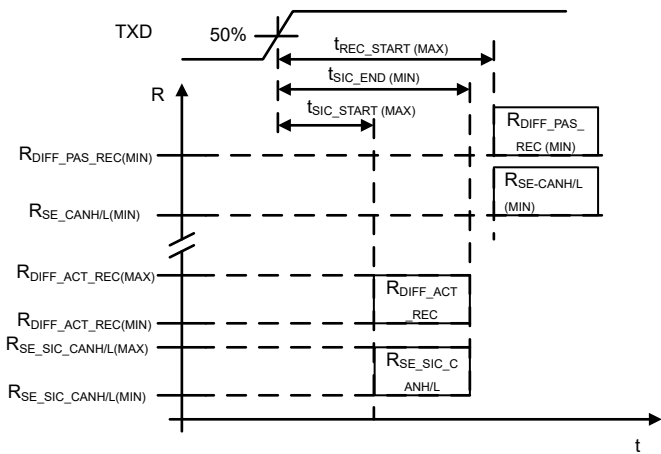 TXD
50%
tREC_START (MAX)
tSIC_END (MIN)
R
tSIC_START (MAX)
RDIFF_PAS_
REC (MIN)
RDIFF_PAS_REC(MIN)
RSE-CANH/L
(MIN)
RSE_CANH/L(MIN)
RDIFF_ACT_REC(MAX)
RDIFF_ACT
_REC
RDIFF_ACT_REC(MIN)
RSE_SIC_CANH/L(MAX)
RSE_SIC_C
ANH/L
RSE_SIC_CANH/L(MIN)
t